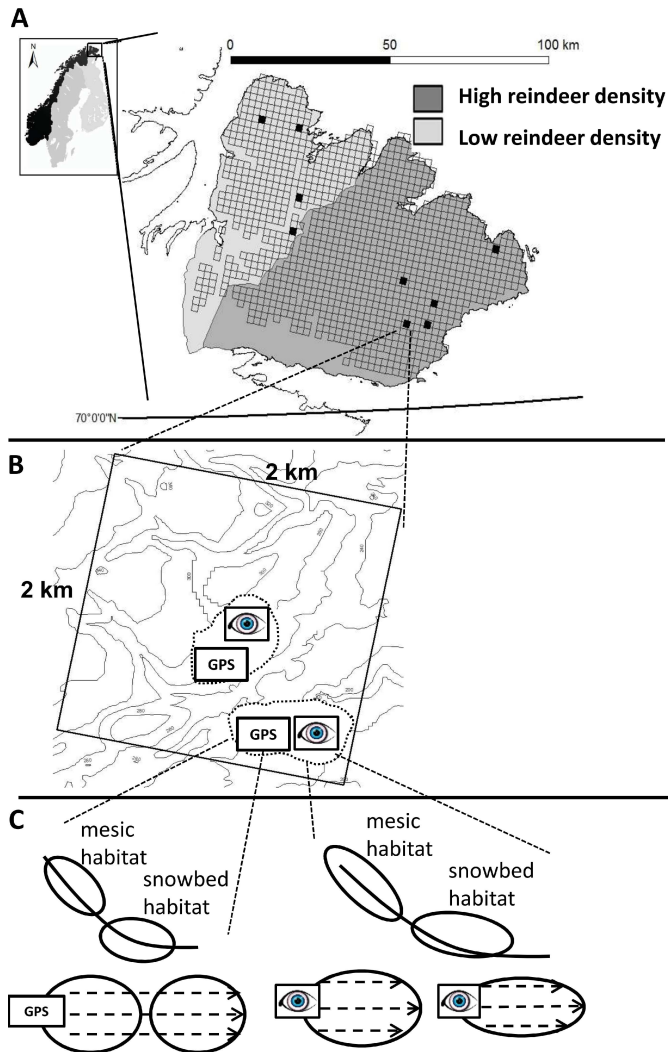 A
N
0 50 100 km
High reindeer density
Low reindeer density
70°0'0"N
B
2 km
2 km
GPS
GPS
C
mesic
habitat
snowbed
habitat
mesic
habitat
snowbed
habitat
GPS